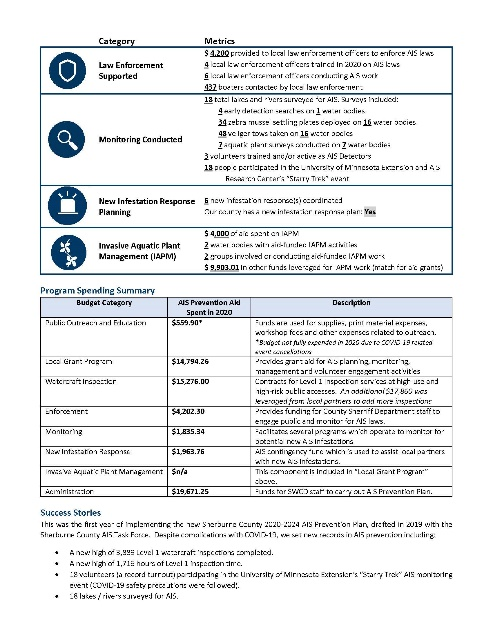 Category Metrics
$ 4,200 provided to local law enforcement officers to enforce AIS laws
Law Enforcement Supported
4 local law enforcement officers trained in 2020 on AIS laws
6 local law enforcement officers conducting AIS work
437 boaters contacted by local law enforcement
Monitoring Conducted
18 total lakes and rivers surveyed for AIS. Surveys included:
4 early detection searches on 1 water bodies
34 zebra mussel settling plates deployed on 16 water bodies
48 veliger tows taken on 16 water bodies
7 aquatic plant surveys conducted on 7 water bodies
3 volunteers trained and/or active as AIS Detectors
18 people participated in the University of Minnesota Extension and AIS
Research Center's "Starry Trek" event
New Infestation Response Planning
6 new infestation response(s) coordinated
Our county has a new infestation response plan: Yes
Invasive Aquatic Plant Management (IAPM)
$ 4,000 of aid spent on IAPM
2 water bodies with aid-funded IAPM activities
2 groups involved or conducting aid-funded IAPM work
$ 9,903.01 in other funds leveraged for IAPM work (match for aid grants)
Program Spending Summary
Budget Category AIS Prevention Aid Spent in 2020 Description
Public Outreach and Education $559.90* Funds are used for supplies, print material expenses,
workshop fees and other expenses related to outreach.
*Budget not fully expended in 2020 due to COVID-19 related
event cancellations
Local Grant Program $14,794.26 Provides grant aid for AIS planning, monitoring,
management and volunteer engagement activities
Watercraft Inspection $15,276.00 Contracts for Level 1 inspection services at high use and
high-risk public accesses. An additional $17,860 was
leveraged from local partners to add more inspections
Enforcement $4,202.30 Provides funding for County Sherriff Department staff to
engage public and monitor for AIS laws.
Monitoring $1,835.34 Facilitates several programs which operate to monitor for
potential new AIS infestations.
New Infestation Response $1,963.76 AIS contingency fund which is used to assist local partners
with new AIS infestations.
Invasive Aquatic Plant Management $n/a This component is included in "Local Grant Program"
above.
Administration $19,671.25 Funds for SWCD staff to carry out AIS Prevention Plan.
Success Stories
This was the first year of implementing the new Sherburne County 2020-2024 AIS Prevention Plan, drafted in 2019 with the
Sherburne County AIS Task Force. Despite complications with COVID-19, we set new records in AIS prevention including:
• A new high of 3,889 Level 1 watercraft inspections completed.
• A new high of 1,716 hours of Level 1 inspection time.
• 18 volunteers (a record turnout) participating in the University of Minnesota Extension's "Starry Trek" AIS monitoring
event (COVID-19 safety precautions were followed).
• 18 lakes / rivers surveyed for AIS.